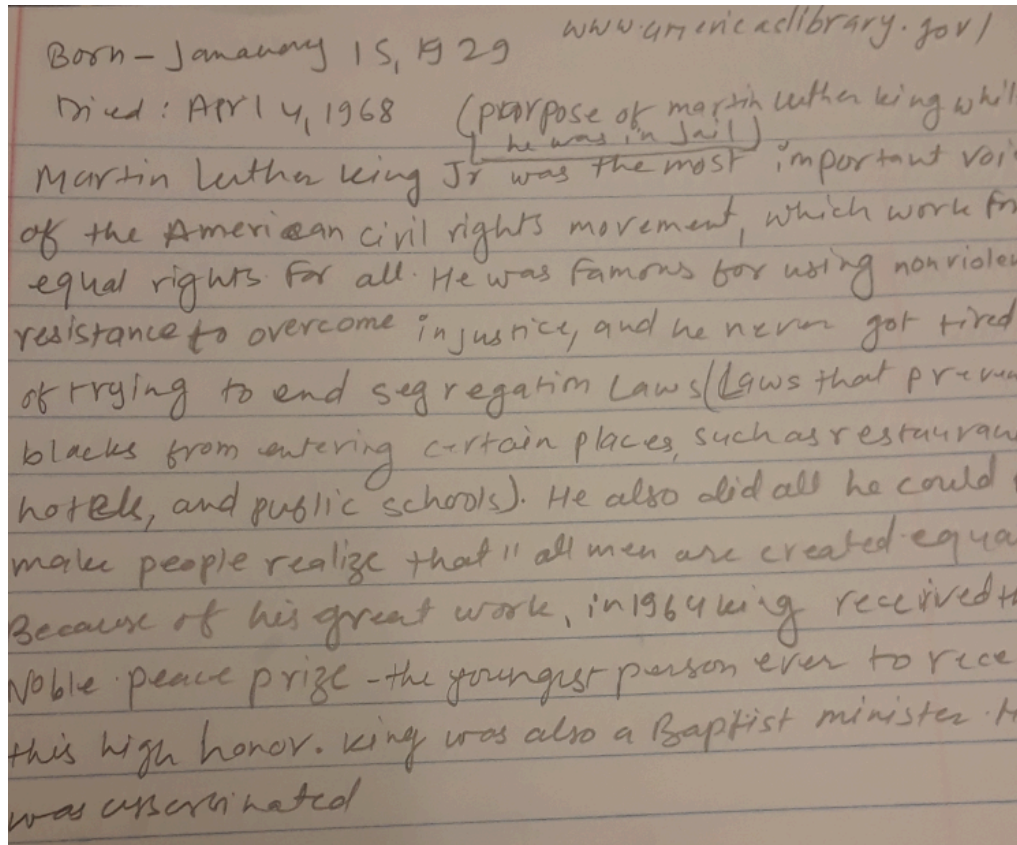 www.americaslibrary.gov/
Born - Janauary 15, 1929
Died : Aprl 4, 1968 (poorpose of martin luther king whil
he was in Jail)
Martin luther king Jr was the most important voi
of the American civil rights movement, which work for
equal rights for all. He was famous for using nonviolen
resistance to overcome injustice, and he never got tired
of trying to end segregation Laws (Laws that preven
blacks from entering certain places, such as restauran
hotels, and public schools). He also did all he could
make people realize that "all men are created equa
Because of his great work, in 1964 king received th
Noble peace prize - the youngest person ever to rece
this high honor. king was also a Baptist minister. H
was